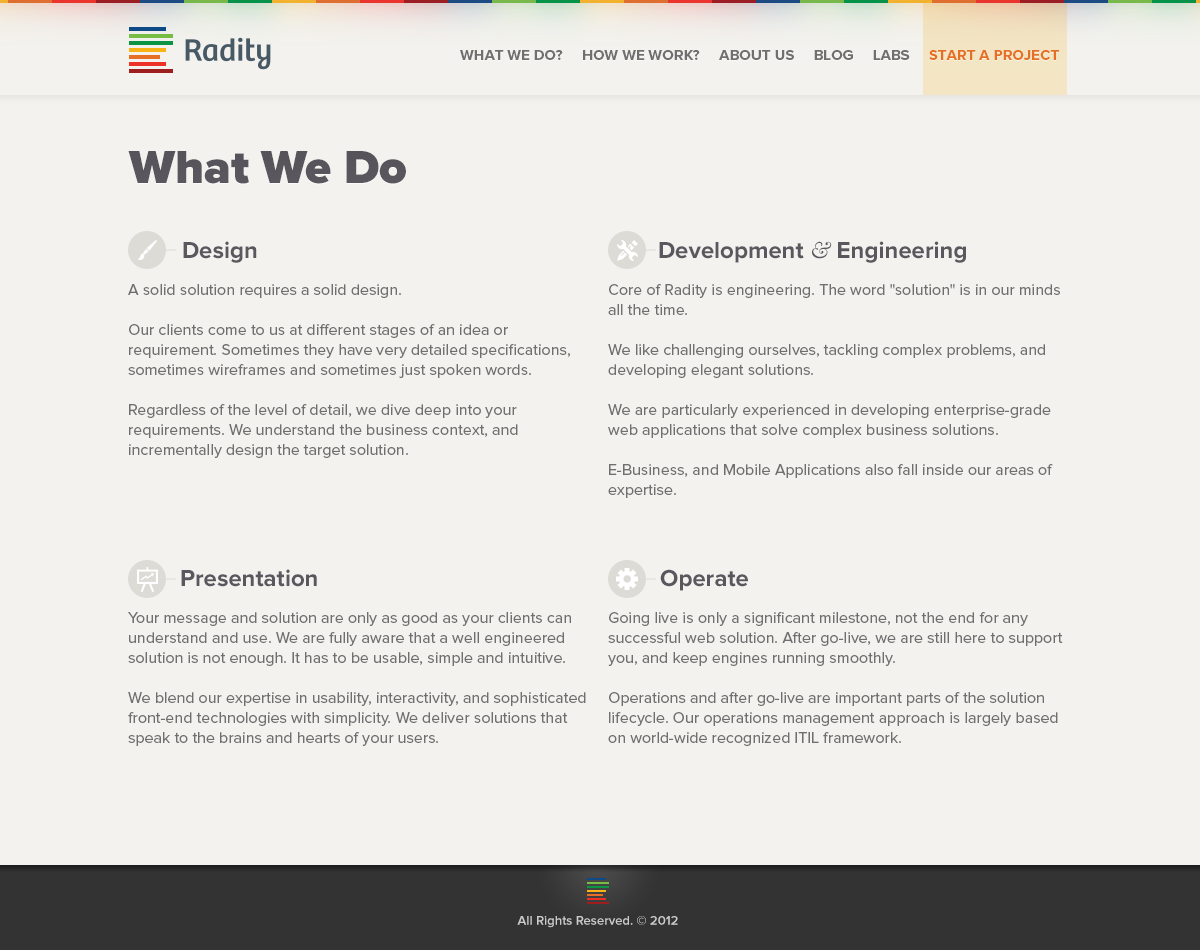 Radity
WHAT WE DO?
HOW WE WORK?
ABOUT US
BLOG
LABS
START A PROJECT
What We Do
Design
A solid solution requires a solid design.
Our clients come to us at different stages of an idea or
requirement. Sometimes they have very detailed specifications,
sometimes wireframes and sometimes just spoken words.
Regardless of the level of detail, we dive deep into your
requirements. We understand the business context, and
incrementally design the target solution.
Development & Engineering
Core of Radity is engineering. The word "solution" is in our minds
all the time.
We like challenging ourselves, tackling complex problems, and
developing elegant solutions.
We are particularly experienced in developing enterprise-grade
web applications that solve complex business solutions.
E-Business, and Mobile Applications also fall inside our areas of
expertise.
Presentation
Your message and solution are only as good as your clients can
understand and use. We are fully aware that a well engineered
solution is not enough. It has to be usable, simple and intuitive.
We blend our expertise in usability, interactivity, and sophisticated
front-end technologies with simplicity. We deliver solutions that
speak to the brains and hearts of your users.
Operate
Going live is only a significant milestone, not the end for any
successful web solution. After go-live, we are still here to support
you, and keep engines running smoothly.
Operations and after go-live are important parts of the solution
lifecycle. Our operations management approach is largely based
on world-wide recognized ITIL framework.
All Rights Reserved. © 2012